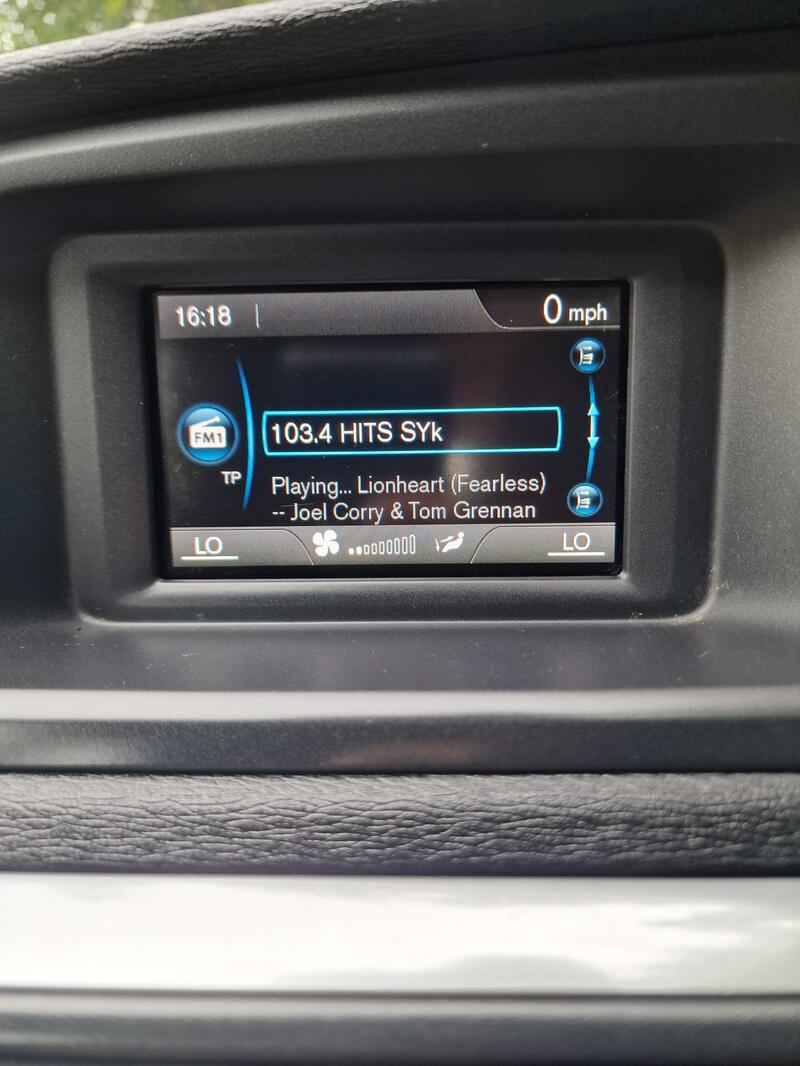 16:18
0 mph
FM1
103.4 HITS SYk
TP
Playing... Lionheart (Fearless)
-- Joel Corry & Tom Grennan
LO
LO